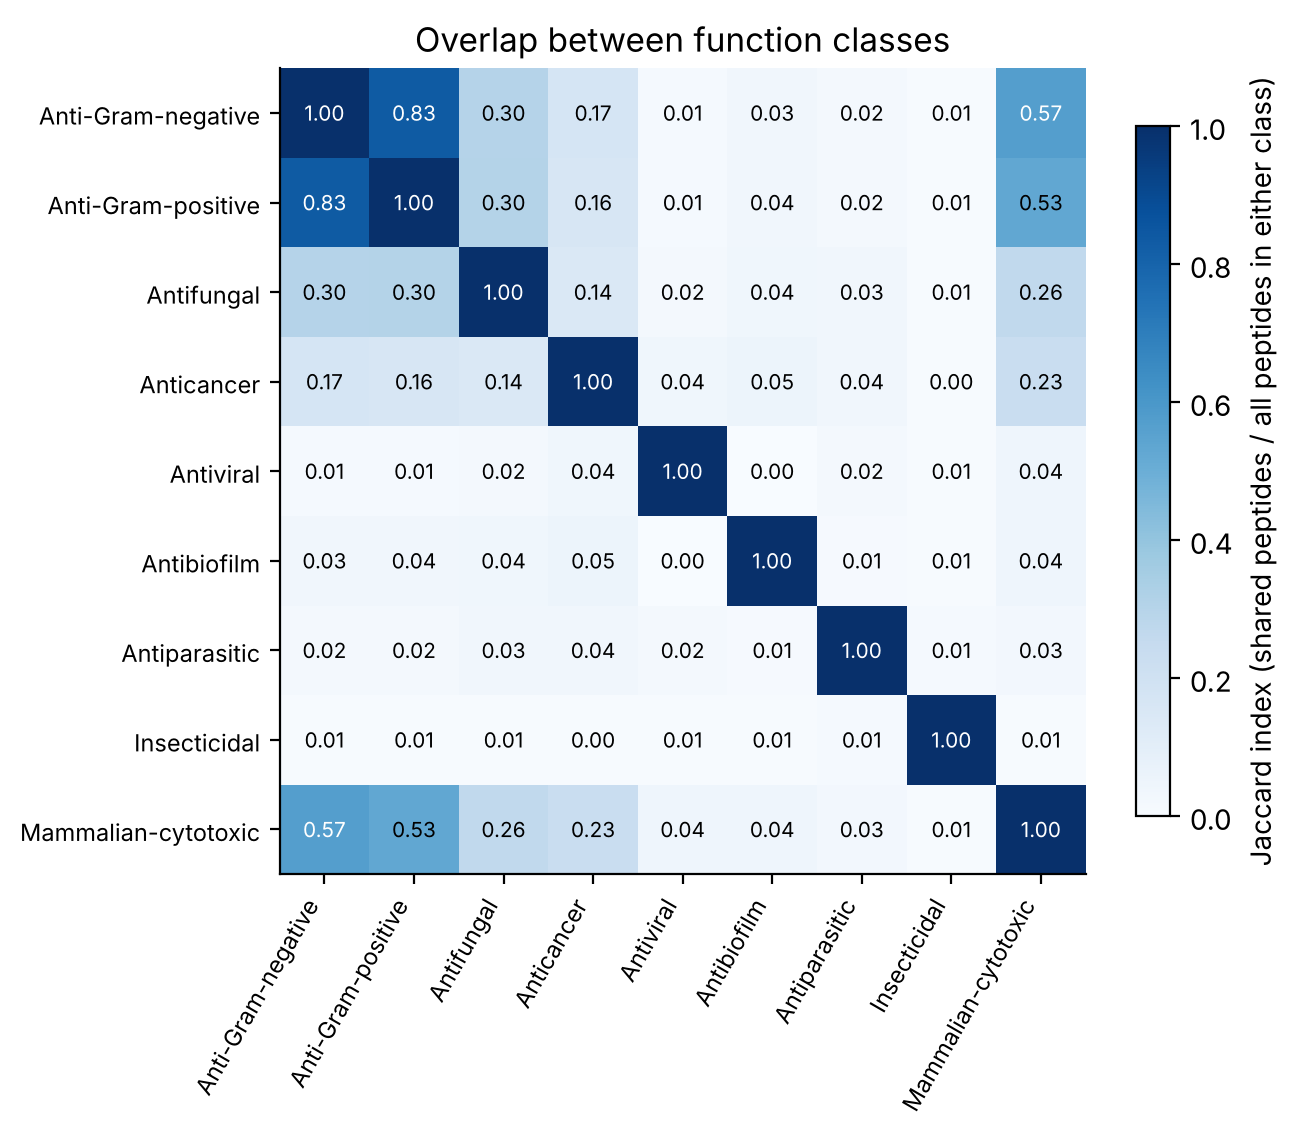 Overlap between function classes
Anti-Gram-negative 1.00 0.83 0.30 0.17 0.01 0.03 0.02 0.01 0.57
Anti-Gram-positive 0.83 1.00 0.30 0.16 0.01 0.04 0.02 0.01 0.53
Antifungal 0.30 0.30 1.00 0.14 0.02 0.04 0.03 0.01 0.26
Anticancer 0.17 0.16 0.14 1.00 0.04 0.05 0.04 0.00 0.23
Antiviral 0.01 0.01 0.02 0.04 1.00 0.00 0.02 0.01 0.04
Antibiofilm 0.03 0.04 0.04 0.05 0.00 1.00 0.01 0.01 0.04
Antiparasitic 0.02 0.02 0.03 0.04 0.02 0.01 1.00 0.01 0.03
Insecticidal 0.01 0.01 0.01 0.00 0.01 0.01 0.01 1.00 0.01
Mammalian-cytotoxic 0.57 0.53 0.26 0.23 0.04 0.04 0.03 0.01 1.00
Anti-Gram-negative
Anti-Gram-positive
Antifungal
Anticancer
Antiviral
Antibiofilm
Antiparasitic
Insecticidal
Mammalian-cytotoxic
1.0
0.8
0.6
0.4
0.2
0.0
Jaccard index (shared peptides / all peptides in either class)